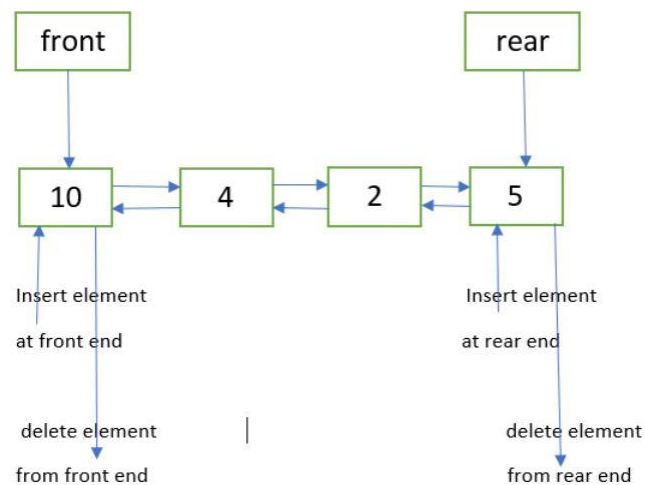 front
rear
10
4
2
5
Insert element
at front end
Insert element
at rear end
delete element
from front end
delete element
from rear end